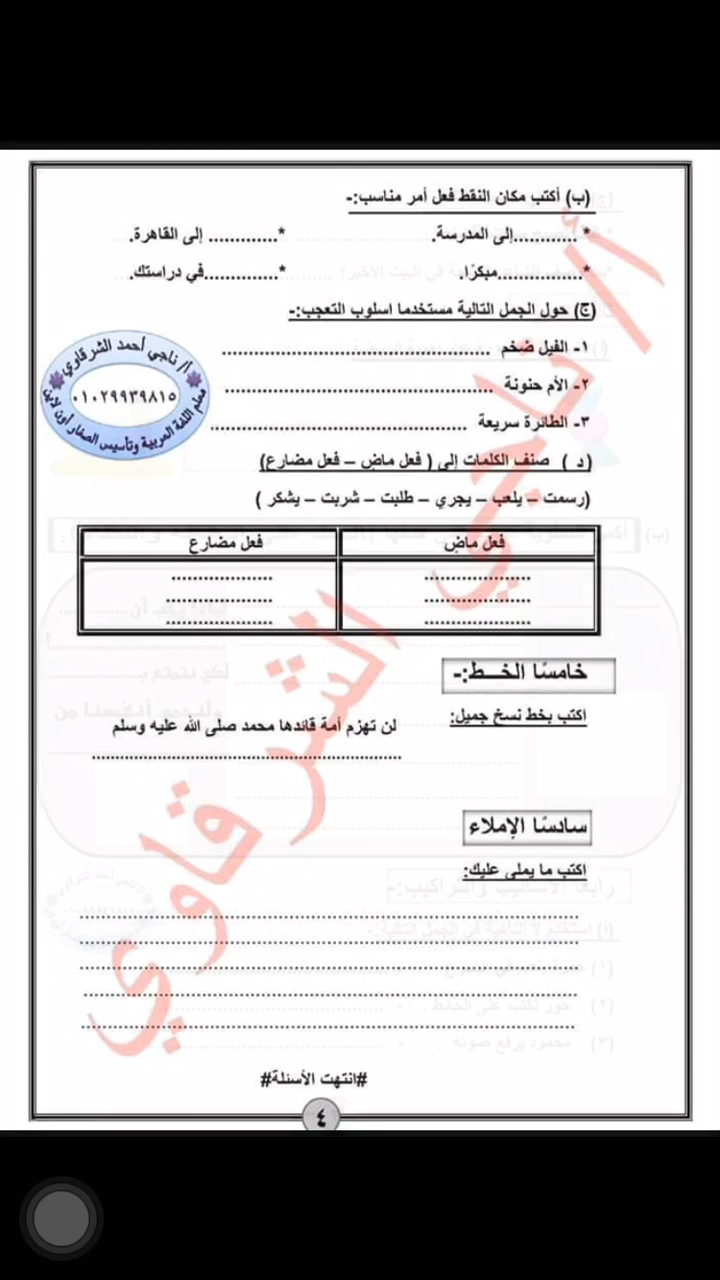 (ب) أكتب مكان النقط فعل أمر مناسب:-
* ............إلى المدرسة. *............. إلى القاهرة.
*................مبكرًا. *..............في دراستك.
(ج) حول الجمل التالية مستخدما اسلوب التعجب:-
١- الفيل ضخم ................................................
٢- الأم حنونة ................................................
٣- الطائرة سريعة ................................................
أ/ ناجي أحمد الشرقاوي
٠١٠٢٩٩٣٩٨١٥
معلم اللغة العربية وتأسيس الصغار أون لاين
(د ) صنف الكلمات إلى ( فعل ماضٍ – فعل مضارع)
(رسمت – يلعب – يجري – طلبت – شربت – يشكر )
فعل ماضٍ فعل مضارع
.................... ....................
.................... ....................
.................... ....................
خامسًا الخـــط:-
اكتب بخط نسخ جميل:
لن تهزم أمة قائدها محمد صلى الله عليه وسلم
............................................................
سادسًا الإملاء
اكتب ما يملى عليك:
................................................................................
................................................................................
................................................................................
................................................................................
................................................................................
#انتهت الأسئلة#
٤
أ/ ناجي الشرقاوي